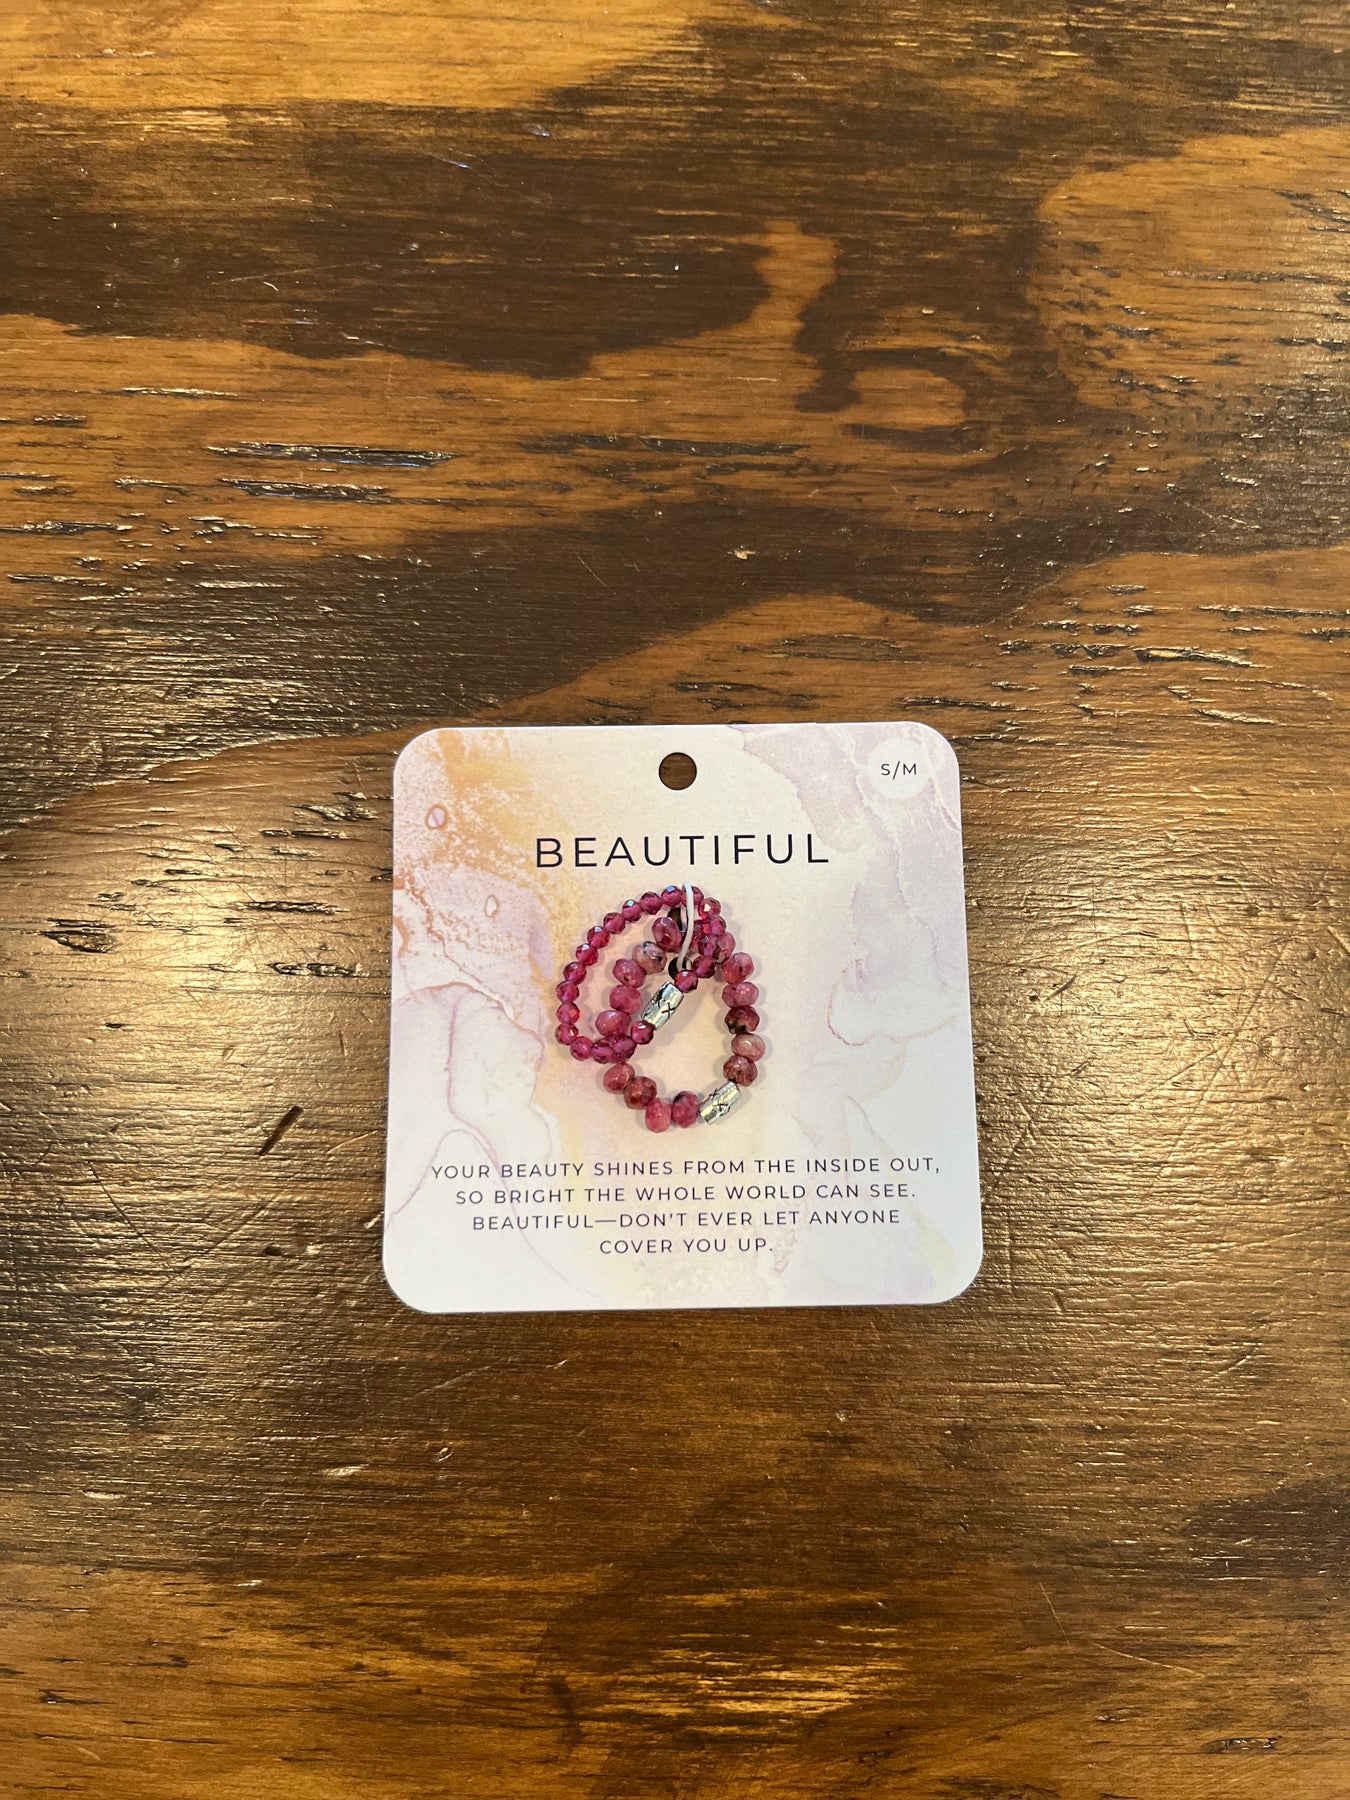 S/M
BEAUTIFUL
YOUR BEAUTY SHINES FROM THE INSIDE OUT,
SO BRIGHT THE WHOLE WORLD CAN SEE.
BEAUTIFUL—DON'T EVER LET ANYONE
COVER YOU UP.